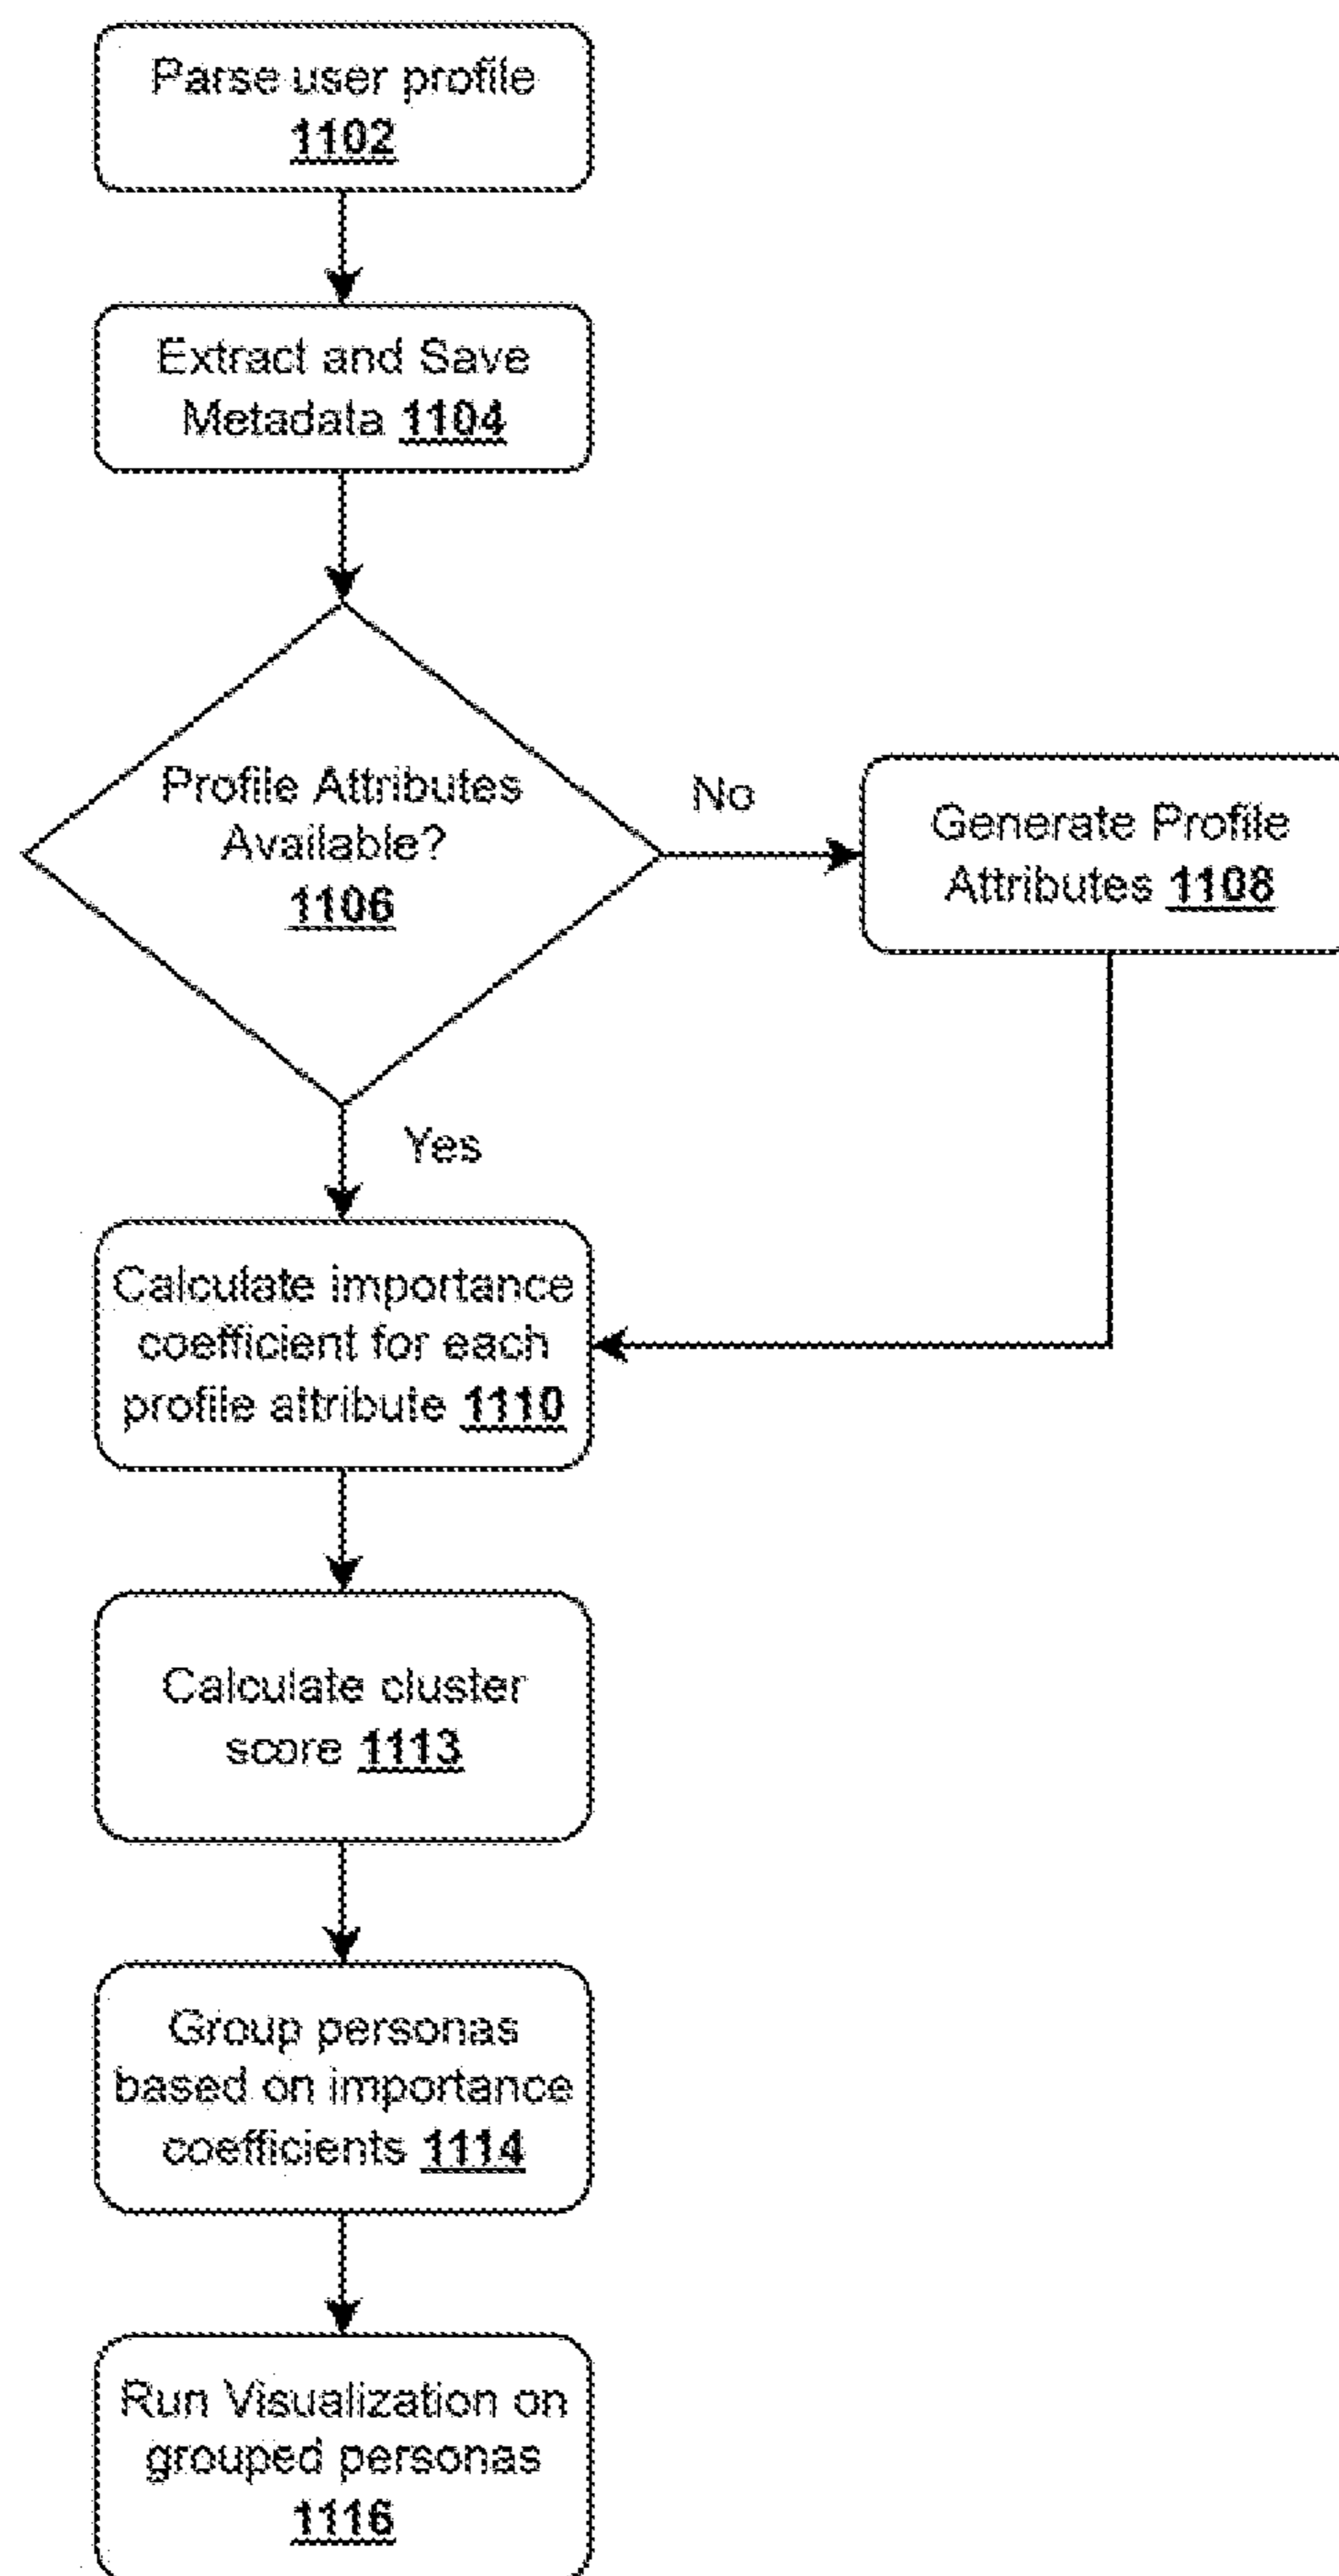 Parse user profile
1102
Extract and Save
Metadata 1104
Profile Attributes
Available?
1106
No
Generate Profile
Attributes 1108
Yes
Calculate importance
coefficient for each
profile attribute 1110
Calculate cluster
score 1113
Group personas
based on importance
coefficients 1114
Run Visualization on
grouped personas
1116